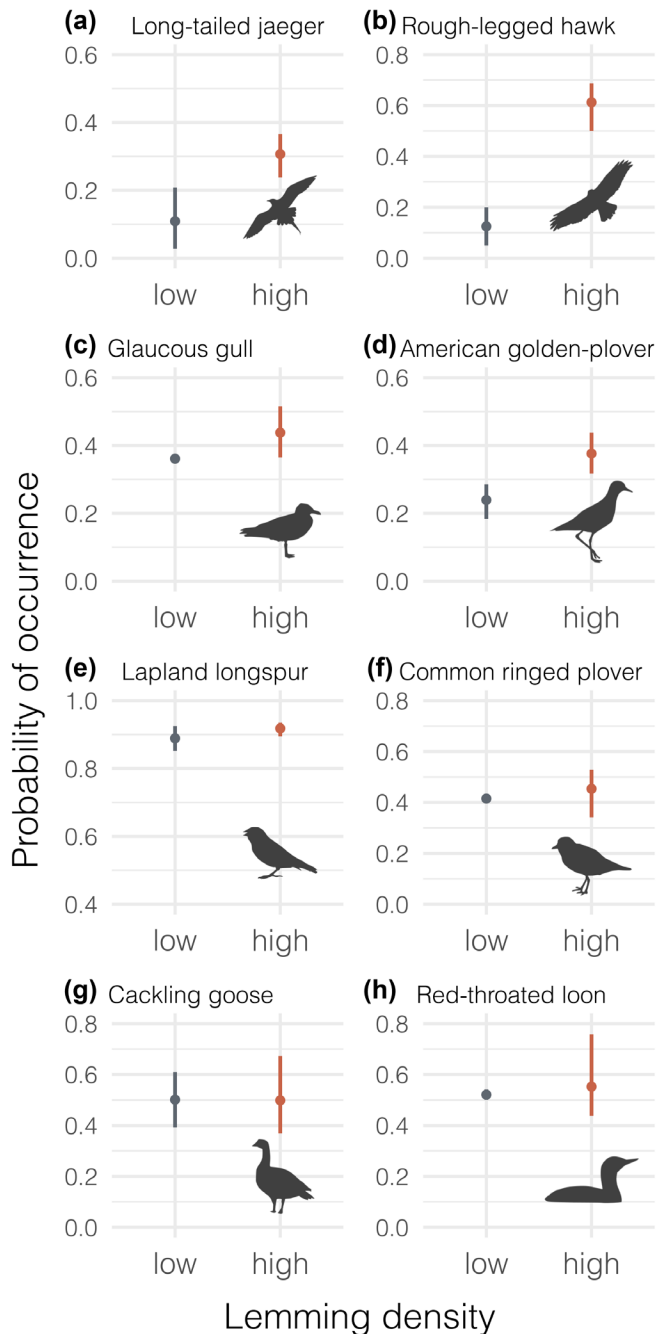 (a) Long-tailed jaeger
0.6
0.4
0.2
0.0
low high
(b) Rough-legged hawk
0.8
0.6
0.4
0.2
0.0
low high
(c) Glaucous gull
0.6
0.4
0.2
0.0
low high
(d) American golden-plover
0.6
0.4
0.2
0.0
low high
(e) Lapland longspur
1.0
0.8
0.6
0.4
low high
(f) Common ringed plover
0.8
0.6
0.4
0.2
0.0
low high
(g) Cackling goose
0.8
0.6
0.4
0.2
0.0
low high
(h) Red-throated loon
0.8
0.6
0.4
0.2
0.0
low high
Probability of occurrence
Lemming density